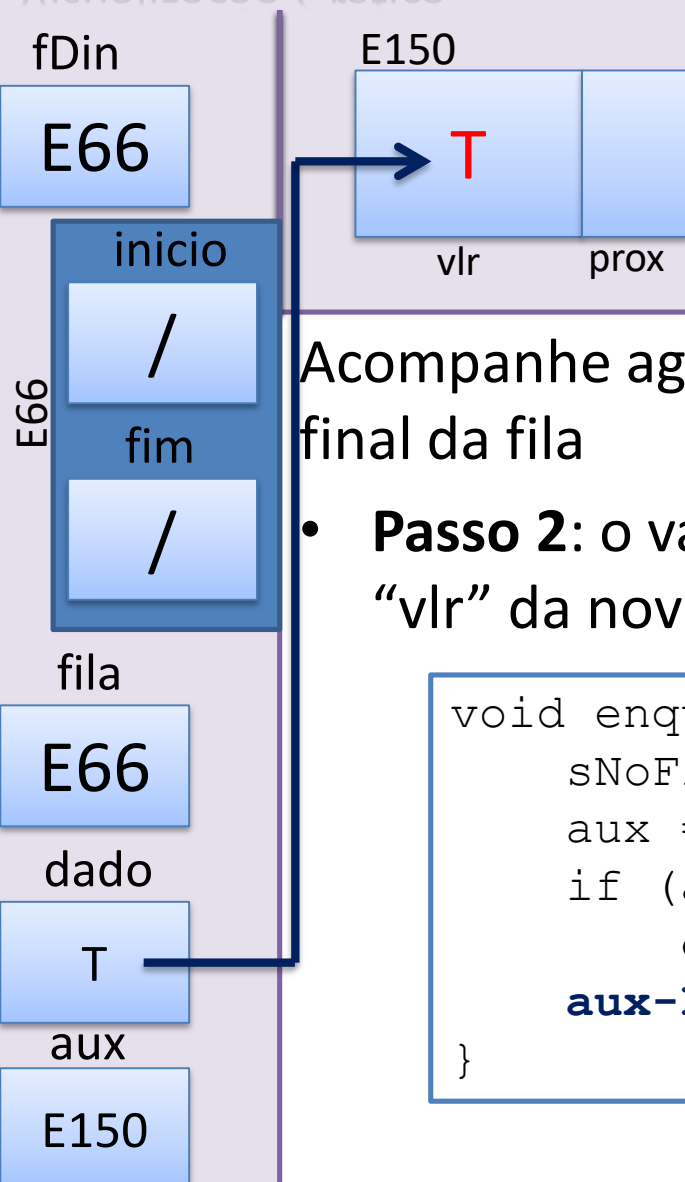 fDin
E66
inicio
/
fim
/
E66
fila
E66
dado
T
aux
E150
E150
T
vlr
prox
Acompanhe ag
final da fila
• Passo 2: o va
“vlr” da nov
void enq
sNoF
aux =
if (
aux-
}